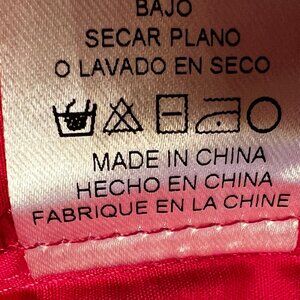 BAJO
SECAR PLANO
O LAVADO EN SECO
MADE IN CHINA
HECHO EN CHINA
FABRIQUE EN LA CHINE